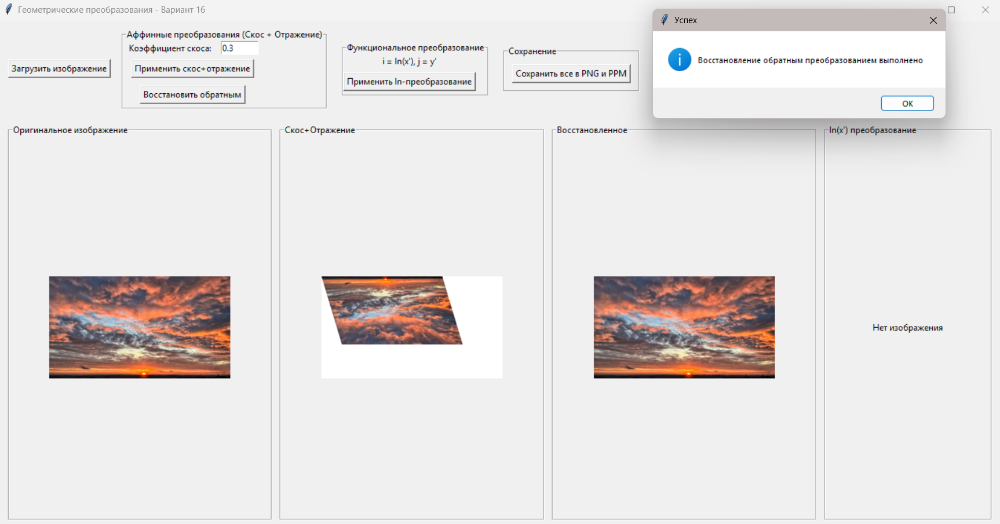 Геометрические преобразования - Вариант 16
Успех
Восстановление обратным преобразованием выполнено
OK
Загрузить изображение
Аффинные преобразования (Скос + Отражение)
Коэффициент скоса: 0.3
Применить скос+отражение
Восстановить обратным
Функциональное преобразование
i = ln(x'), j = y'
Применить ln-преобразование
Сохранение
Сохранить все в PNG и PPM
Оригинальное изображение
Скос+Отражение
Восстановленное
ln(x') преобразование
Нет изображения